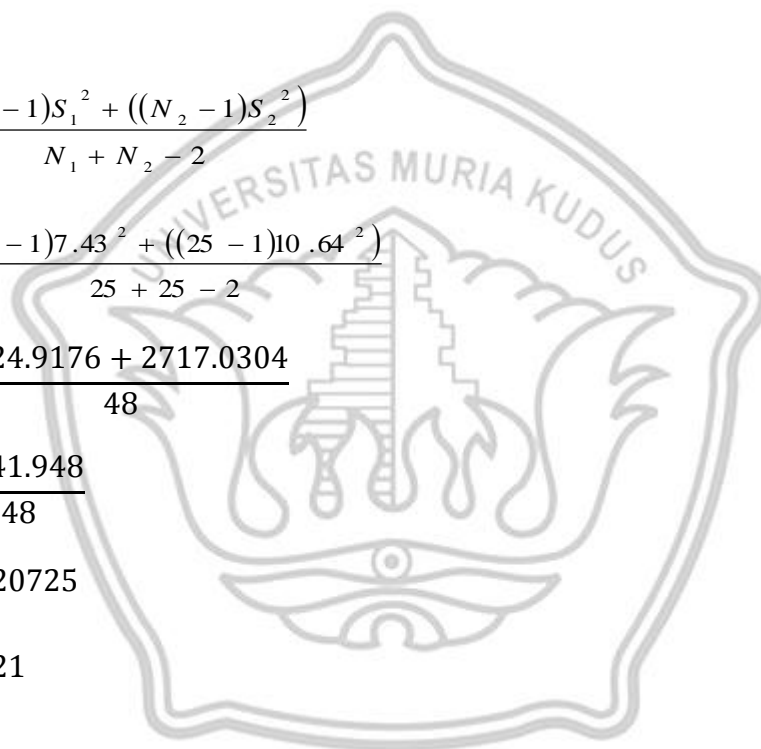 −1)S₁² + ((N₂ −1)S₂²)
N₁ + N₂ − 2
UNIVERSITAS MURIA KUDUS
−1)7.43² + ((25 −1)10.64²)
25 + 25 − 2
24.9176 + 2717.0304
48
41.948
48
20725
21